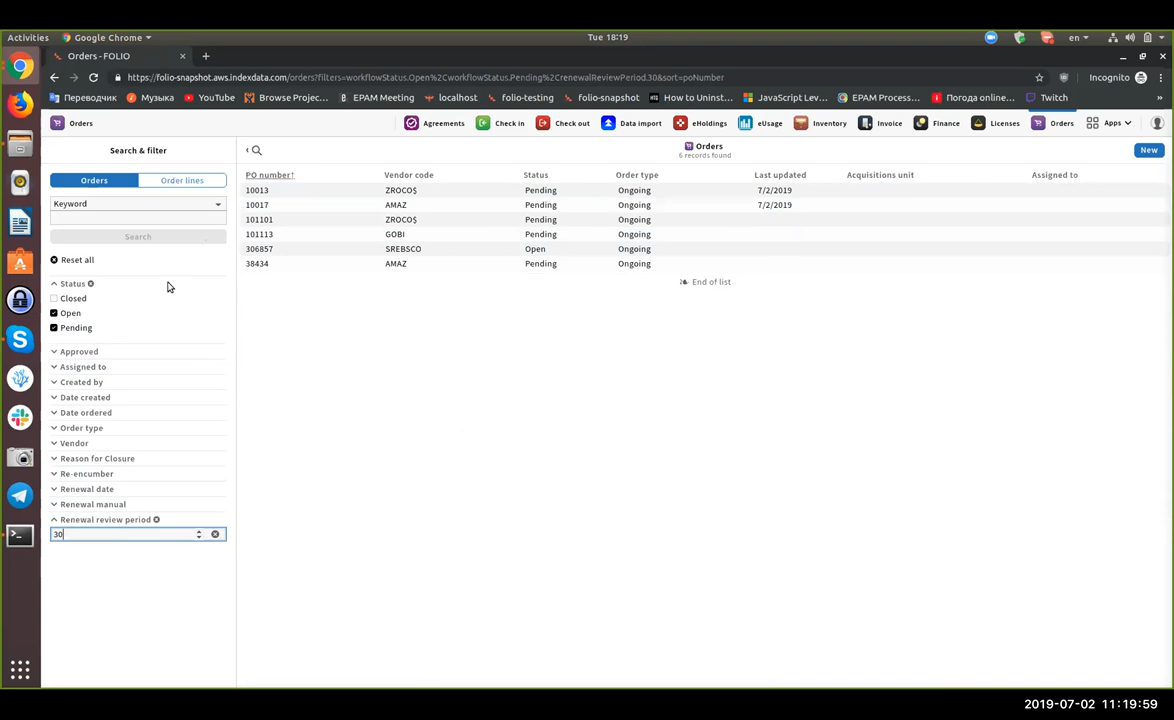 Activities Google Chrome Tue 18:19 en
Orders - FOLIO
https://folio-snapshot.aws.indexdata.com/orders?filters=workflowStatus.Open%2CworkflowStatus.Pending%2CrenewalReviewPeriod.30&sort=poNumber Incognito
Переводчик Музыка YouTube Browse Projec... EPAM Meeting localhost folio-testing folio-snapshot How to Uninst... JavaScript Lev... EPAM Process... Погода online... Twitch »
Orders Agreements Check in Check out Data import eHoldings eUsage Inventory Invoice Finance Licenses Orders Apps
Search & filter
Orders
6 records found
New
Orders Order lines
Keyword
Search
Reset all
Status
Closed
Open
Pending
Approved
Assigned to
Created by
Date created
Date ordered
Order type
Vendor
Reason for Closure
Re-encumber
Renewal date
Renewal manual
Renewal review period
30
PO number↑ Vendor code Status Order type Last updated Acquisitions unit Assigned to
10013 ZROCO$ Pending Ongoing 7/2/2019
10017 AMAZ Pending Ongoing 7/2/2019
101101 ZROCO$ Pending Ongoing
101113 GOBI Pending Ongoing
306857 SREBSCO Open Ongoing
38434 AMAZ Pending Ongoing
End of list
2019-07-02 11:19:59